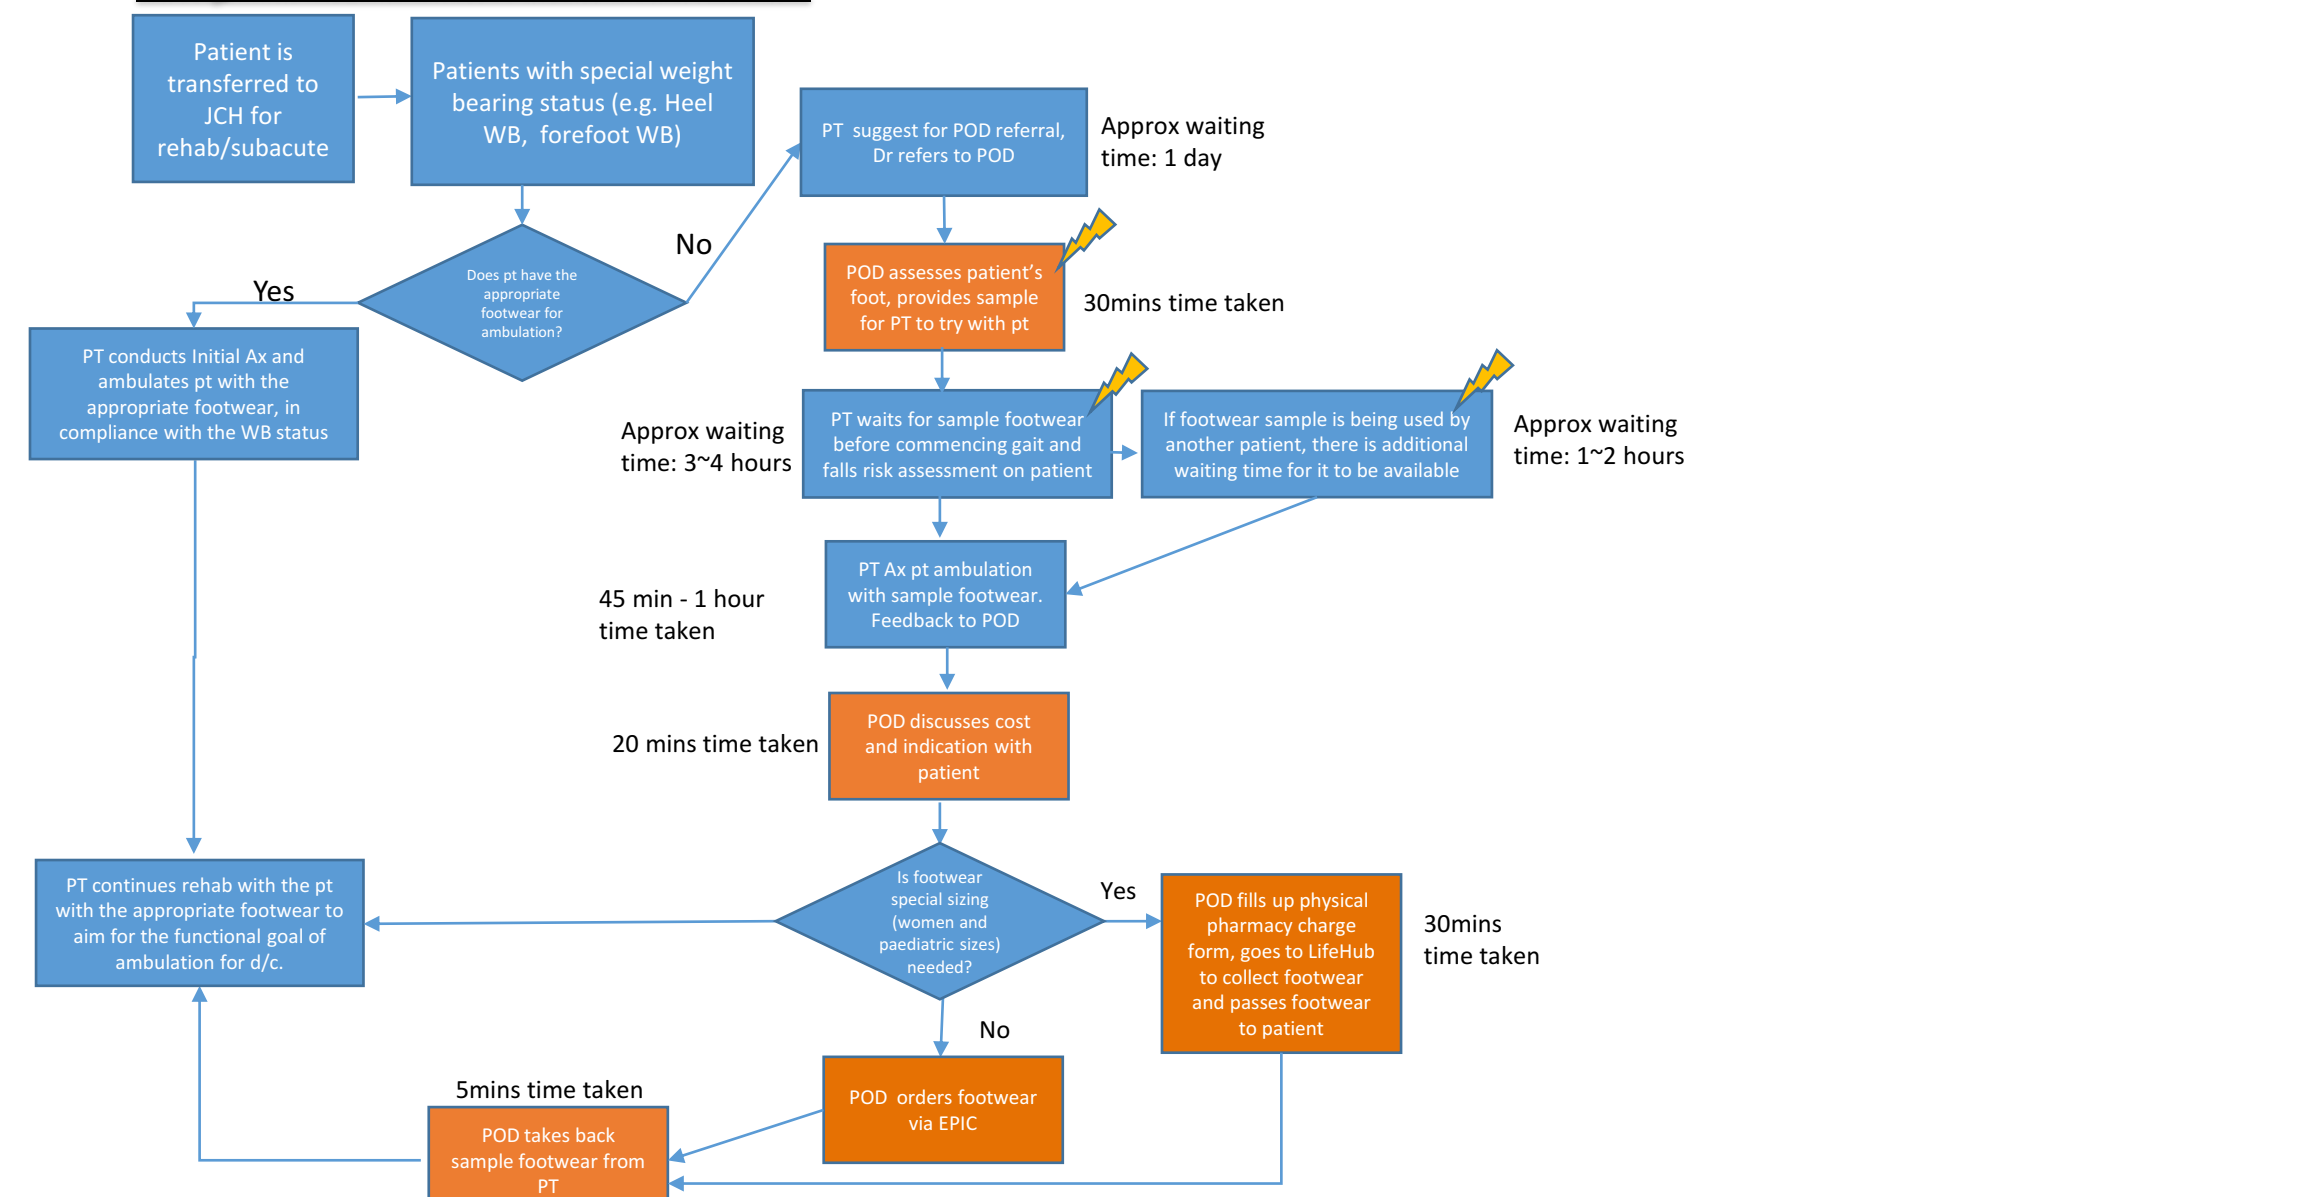 Patient is
transferred to
JCH for
rehab/subacute
Patients with special weight
bearing status (e.g. Heel
WB, forefoot WB)
PT suggest for POD referral,
Dr refers to POD
Approx waiting
time: 1 day
No
Yes
Does pt have the
appropriate
footwear for
ambulation?
POD assesses patient’s
foot, provides sample
for PT to try with pt
30mins time taken
PT conducts Initial Ax and
ambulates pt with the
appropriate footwear, in
compliance with the WB status
Approx waiting
time: 3~4 hours
PT waits for sample footwear
before commencing gait and
falls risk assessment on patient
If footwear sample is being used by
another patient, there is additional
waiting time for it to be available
Approx waiting
time: 1~2 hours
45 min - 1 hour
time taken
PT Ax pt ambulation
with sample footwear.
Feedback to POD
20 mins time taken
POD discusses cost
and indication with
patient
PT continues rehab with the pt
with the appropriate footwear to
aim for the functional goal of
ambulation for d/c.
Is footwear
special sizing
(women and
paediatric sizes)
needed?
Yes
POD fills up physical
pharmacy charge
form, goes to LifeHub
to collect footwear
and passes footwear
to patient
30mins
time taken
No
POD orders footwear
via EPIC
5mins time taken
POD takes back
sample footwear from
PT